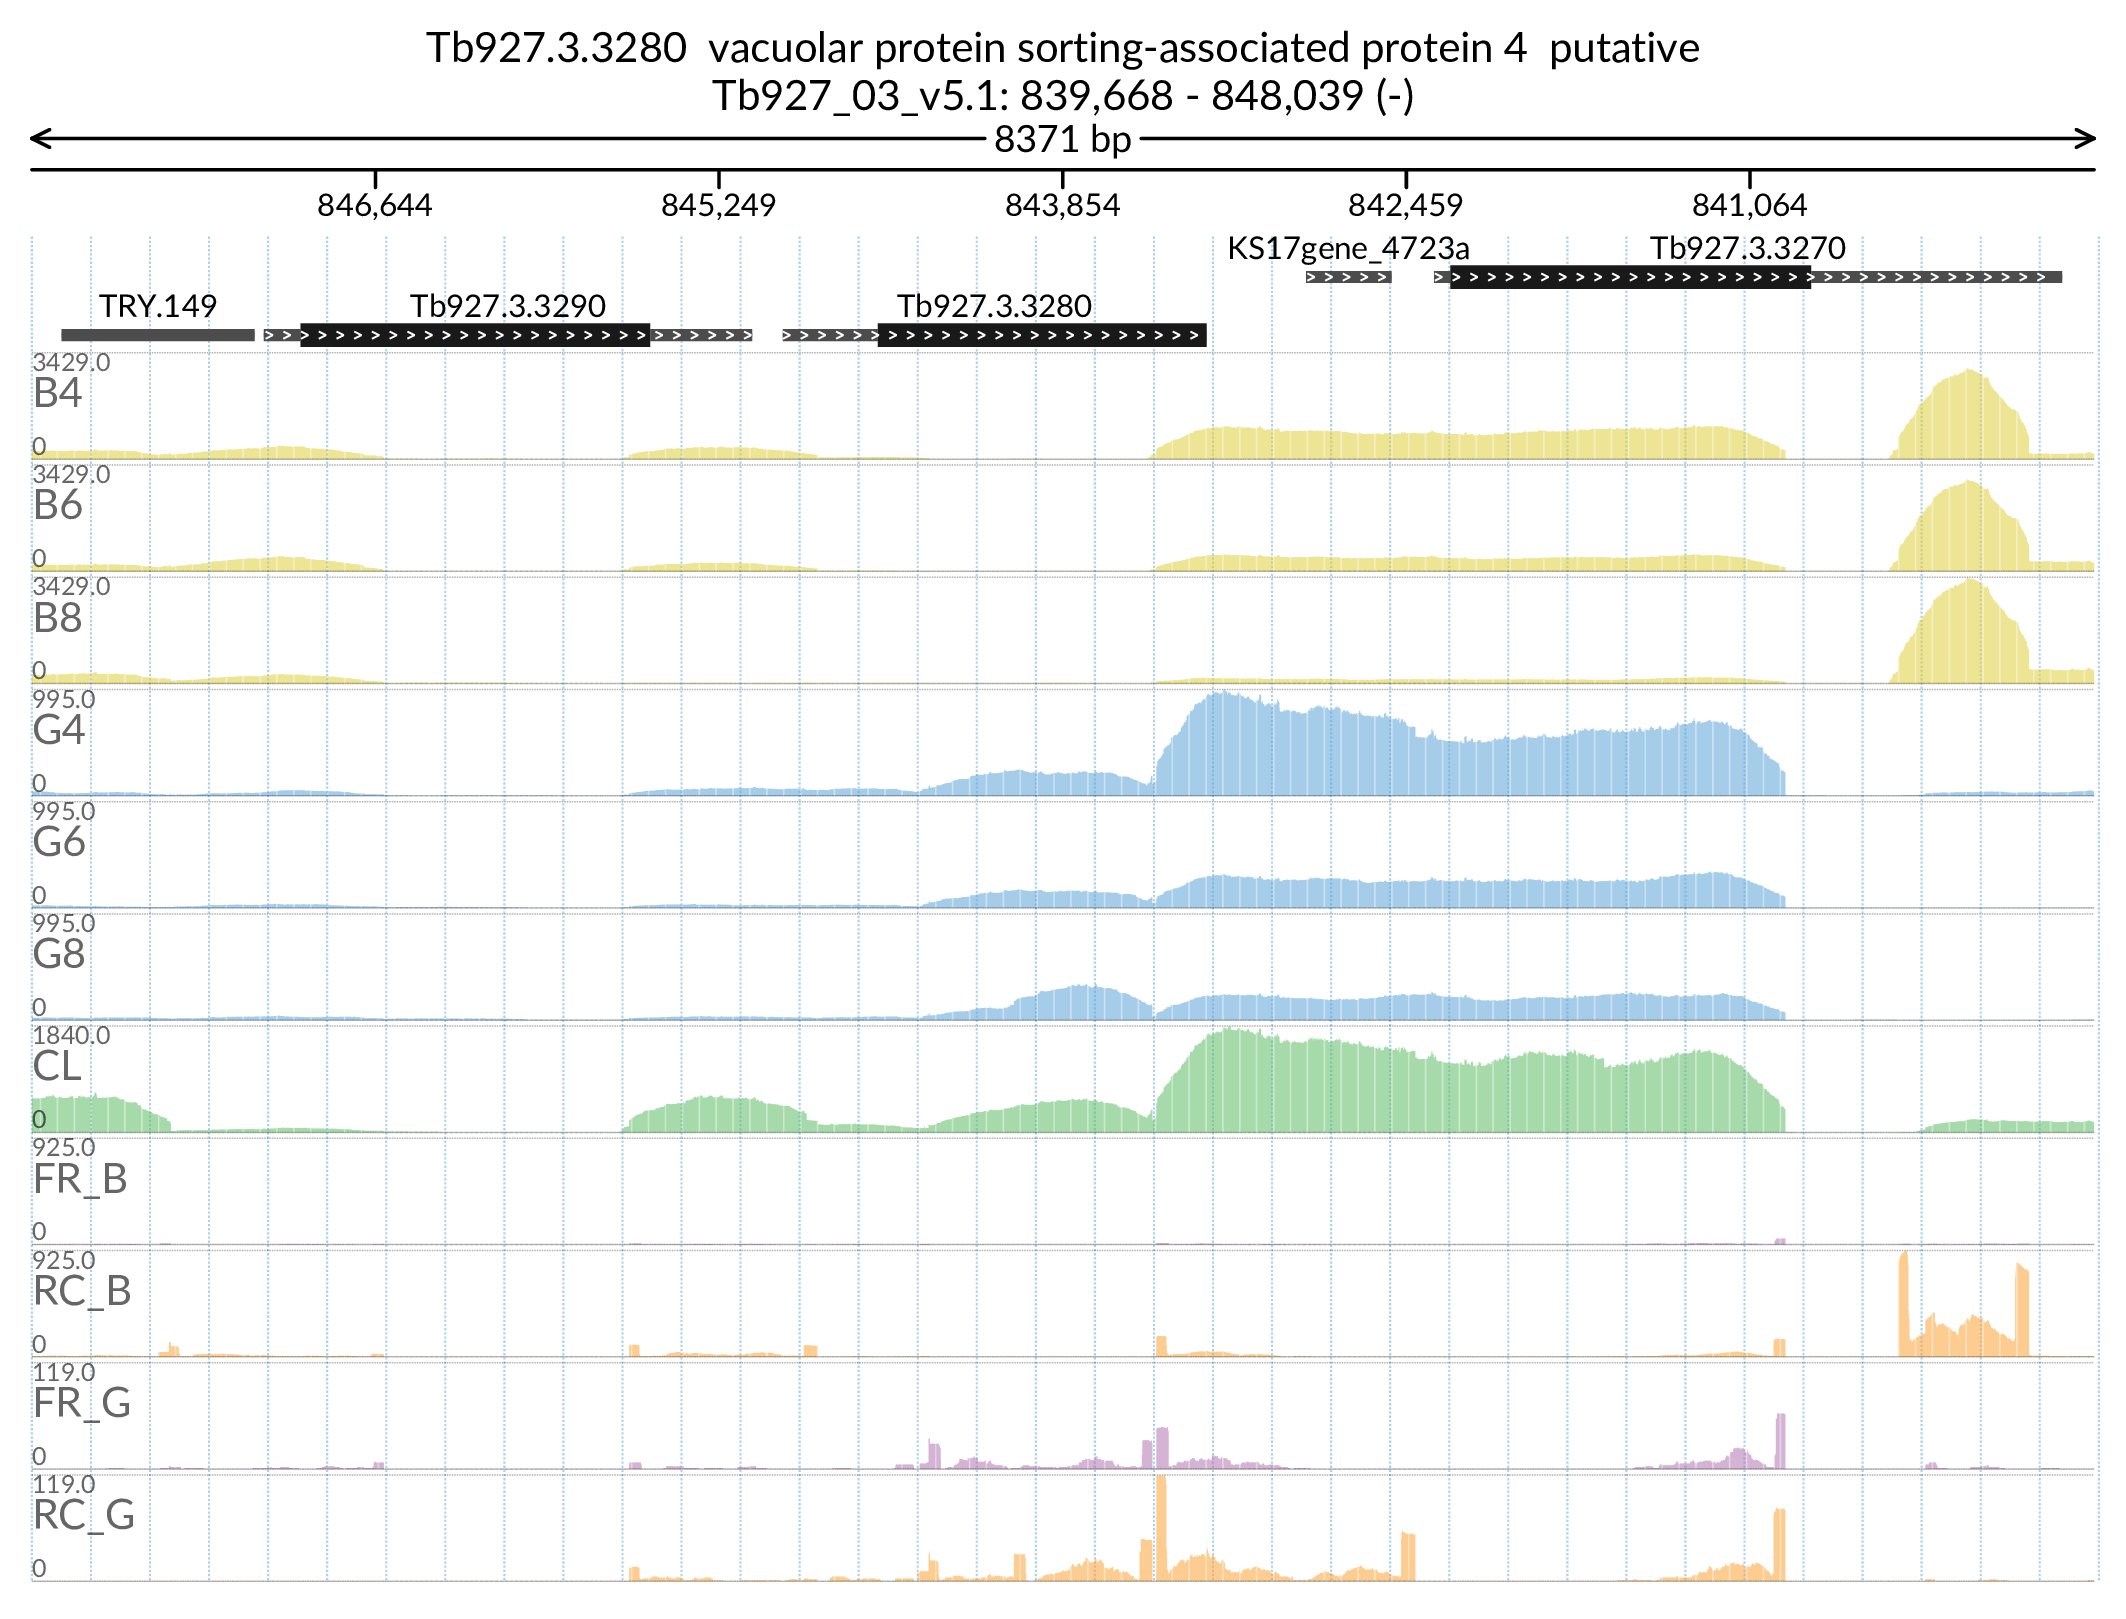 Tb927.3.3280  vacuolar protein sorting-associated protein 4  putative
Tb927_03_v5.1: 839,668 - 848,039 (-)
8371 bp
846,644 845,249 843,854 842,459 841,064
KS17gene_4723a Tb927.3.3270
TRY.149 Tb927.3.3290 Tb927.3.3280
3429.0
B4
0
3429.0
B6
0
3429.0
B8
0
995.0
G4
0
995.0
G6
0
995.0
G8
0
1840.0
CL
0
925.0
FR_B
0
925.0
RC_B
0
119.0
FR_G
0
119.0
RC_G
0